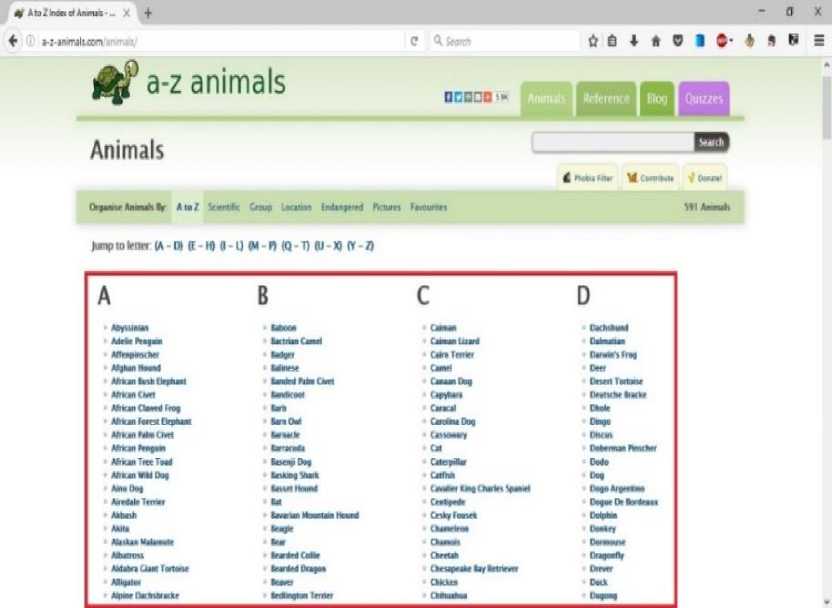 A to Z Index of Animals - ...
a-z-animals.com/animals/
Search
a-z animals
5.9K
Animals
Reference
Blog
Quizzes
Animals
Search
Phobia Filter
Contribute
Donate!
Organise Animals By: A to Z Scientific Group Location Endangered Pictures Favourites
591 Animals
Jump to letter: (A – D) (E – H) (I – L) (M – P) (Q – T) (U – X) (Y – Z)
A
Abyssinian
Adelie Penguin
Affenpinscher
Afghan Hound
African Bush Elephant
African Civet
African Clawed Frog
African Forest Elephant
African Palm Civet
African Penguin
African Tree Toad
African Wild Dog
Ainu Dog
Airedale Terrier
Akbash
Akita
Alaskan Malamute
Albatross
Aldabra Giant Tortoise
Alligator
Alpine Dachsbracke
B
Baboon
Bactrian Camel
Badger
Balinese
Banded Palm Civet
Bandicoot
Barb
Barn Owl
Barnacle
Barracuda
Basenji Dog
Basking Shark
Basset Hound
Bat
Bavarian Mountain Hound
Beagle
Bear
Bearded Collie
Bearded Dragon
Beaver
Bedlington Terrier
C
Caiman
Caiman Lizard
Cairn Terrier
Camel
Canaan Dog
Capybara
Caracal
Carolina Dog
Cassowary
Cat
Caterpillar
Catfish
Cavalier King Charles Spaniel
Centipede
Cesky Fousek
Chameleon
Chamois
Cheetah
Chesapeake Bay Retriever
Chicken
Chihuahua
D
Dachshund
Dalmatian
Darwin's Frog
Deer
Desert Tortoise
Deutsche Bracke
Dhole
Dingo
Discus
Doberman Pinscher
Dodo
Dog
Dogo Argentino
Dogue De Bordeaux
Dolphin
Donkey
Dormouse
Dragonfly
Drever
Duck
Dugong